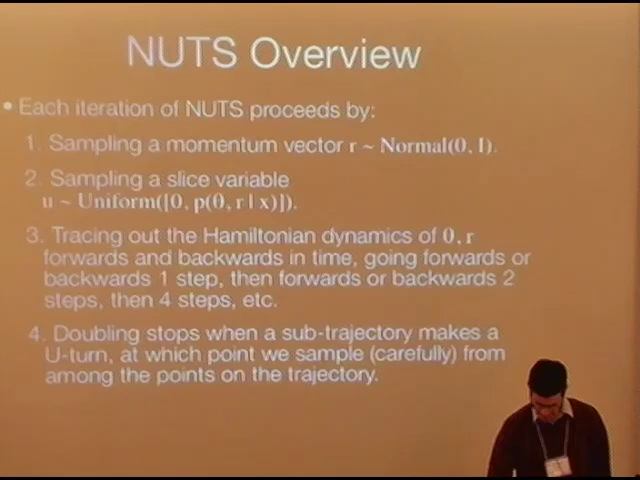 NUTS Overview
• Each iteration of NUTS proceeds by:
1. Sampling a momentum vector r ~ Normal(0, I).
2. Sampling a slice variable
u ~ Uniform([0, p(θ, r | x)]).
3. Tracing out the Hamiltonian dynamics of θ, r
forwards and backwards in time, going forwards or
backwards 1 step, then forwards or backwards 2
steps, then 4 steps, etc.
4. Doubling stops when a sub-trajectory makes a
U-turn, at which point we sample (carefully) from
among the points on the trajectory.